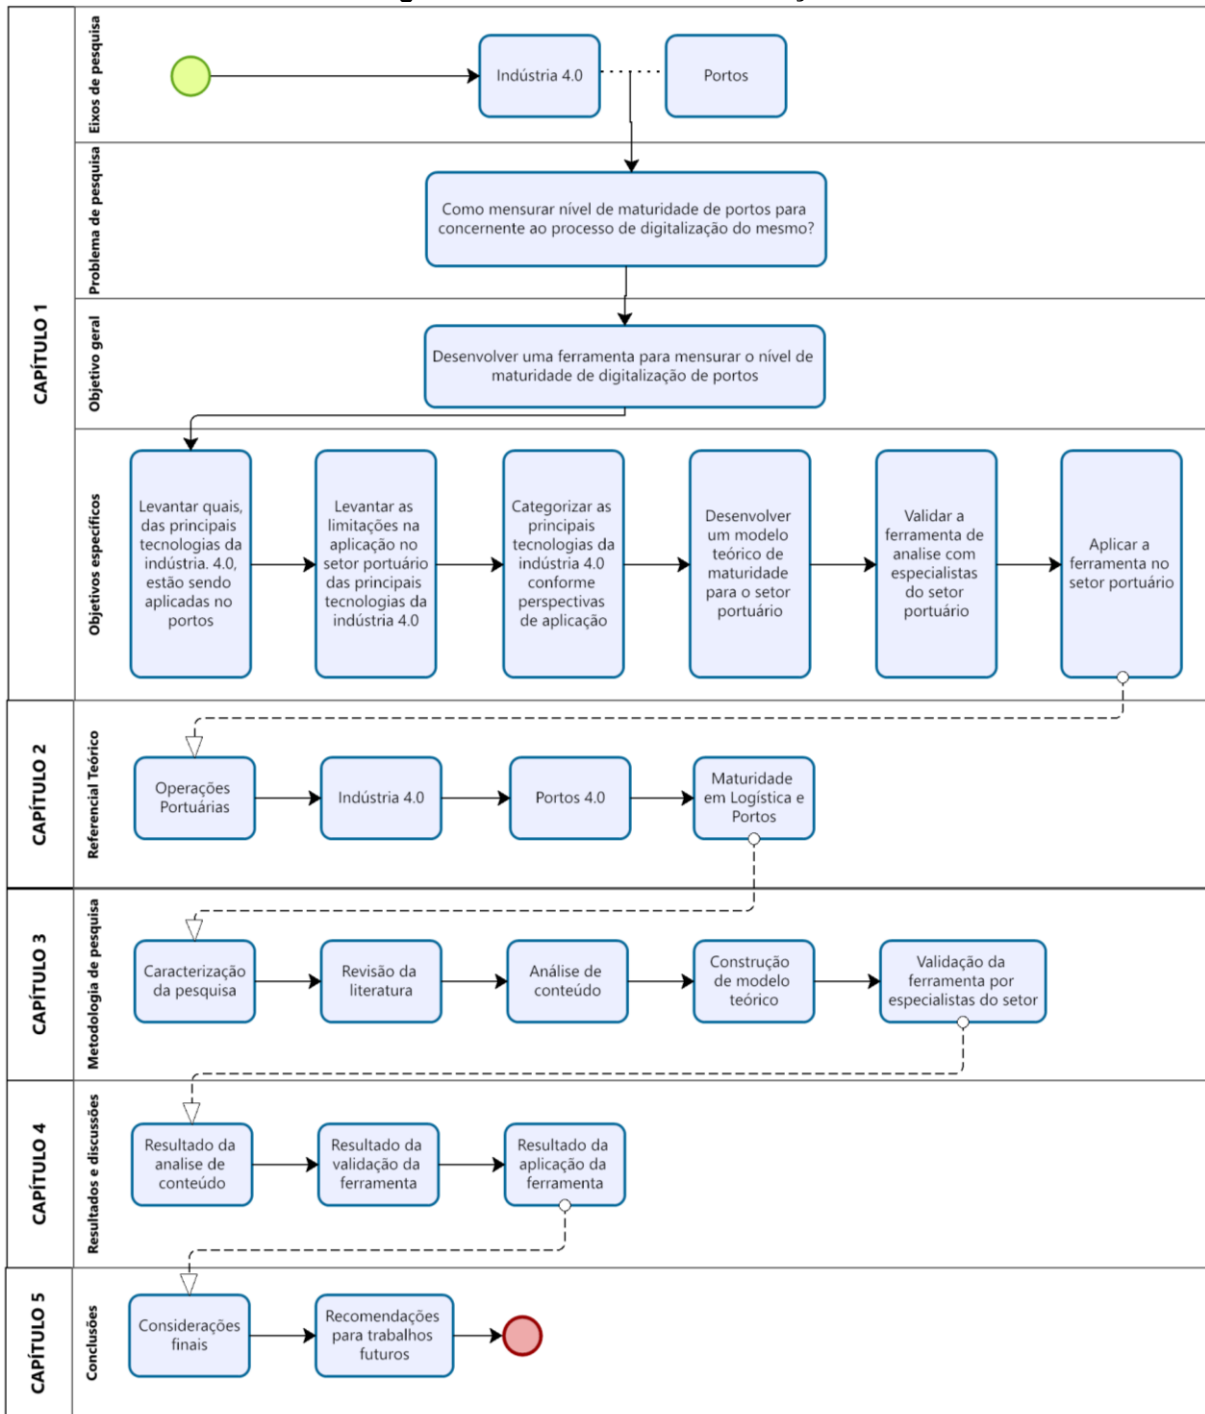 CAPÍTULO 1
Eixos de pesquisa
Indústria 4.0
Portos
Problema de pesquisa
Como mensurar nível de maturidade de portos para
concernente ao processo de digitalização do mesmo?
Objetivo geral
Desenvolver uma ferramenta para mensurar o nível de
maturidade de digitalização de portos
Objetivos específicos
Levantar quais,
das principais
tecnologias da
indústria. 4.0,
estão sendo
aplicadas no
portos
Levantar as
limitações na
aplicação no
setor portuário
das principais
tecnologias da
indústria 4.0
Categorizar as
principais
tecnologias da
indústria 4.0
conforme
perspectivas
de aplicação
Desenvolver
um modelo
teórico de
maturidade
para o setor
portuário
Validar a
ferramenta de
analise com
especialistas
do setor
portuário
Aplicar a
ferramenta no
setor portuário
CAPÍTULO 2
Referencial Teórico
Operações
Portuárias
Indústria 4.0
Portos 4.0
Maturidade
em Logística e
Portos
CAPÍTULO 3
Metodologia de pesquisa
Caracterização
da pesquisa
Revisão da
literatura
Análise de
conteúdo
Construção
de modelo
teórico
Validação da
ferramenta por
especialistas do setor
CAPÍTULO 4
Resultados e discussões
Resultado da
analise de
conteúdo
Resultado da
validação da
ferramenta
Resultado da
aplicação da
ferramenta
CAPÍTULO 5
Conclusões
Considerações
finais
Recomendações
para trabalhos
futuros